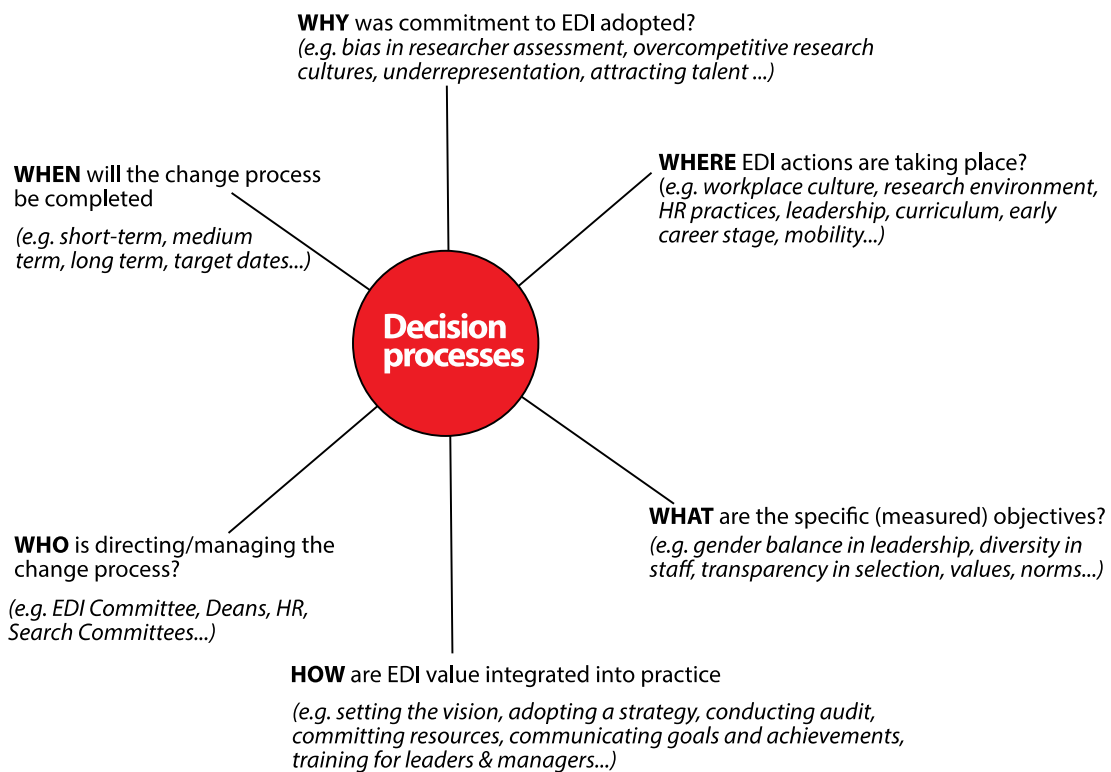 WHY was commitment to EDI adopted?
(e.g. bias in researcher assessment, overcompetitive research
cultures, underrepresentation, attracting talent ...)
WHEN will the change process
be completed
(e.g. short-term, medium
term, long term, target dates...)
WHERE EDI actions are taking place?
(e.g. workplace culture, research environment,
HR practices, leadership, curriculum, early
career stage, mobility...)
Decision
processes
WHO is directing/managing the
change process?
(e.g. EDI Committee, Deans, HR,
Search Committees...)
WHAT are the specific (measured) objectives?
(e.g. gender balance in leadership, diversity in
staff, transparency in selection, values, norms...)
HOW are EDI value integrated into practice
(e.g. setting the vision, adopting a strategy, conducting audit,
committing resources, communicating goals and achievements,
training for leaders & managers...)